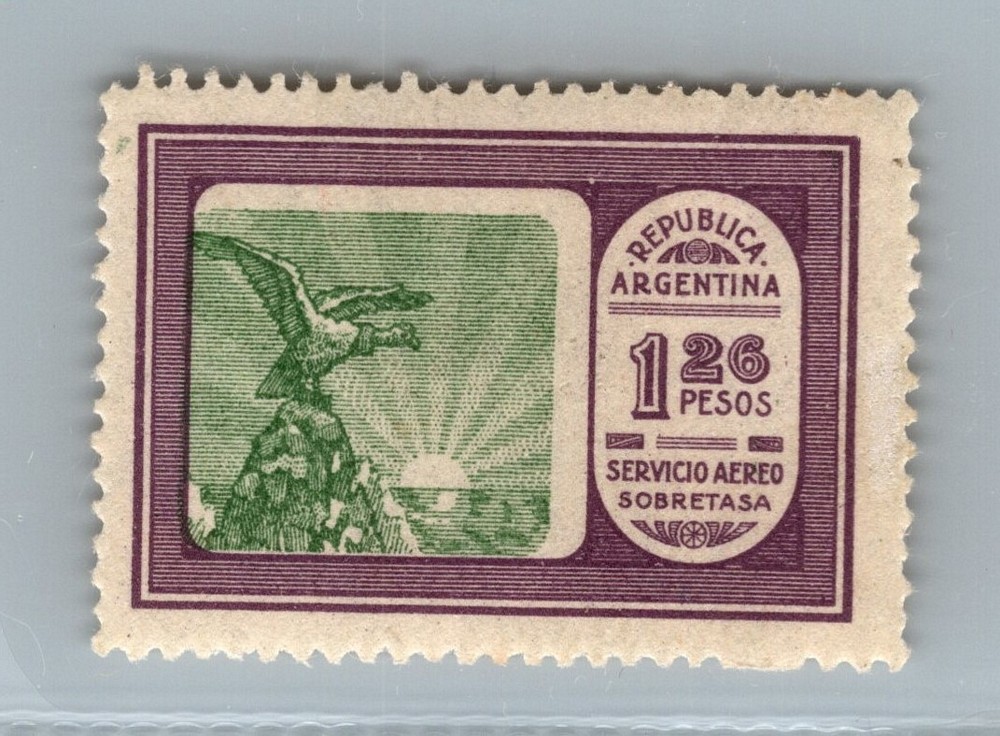 ·REPUBLICA·
ARGENTINA
1 26
PESOS
SERVICIO AEREO
SOBRETASA